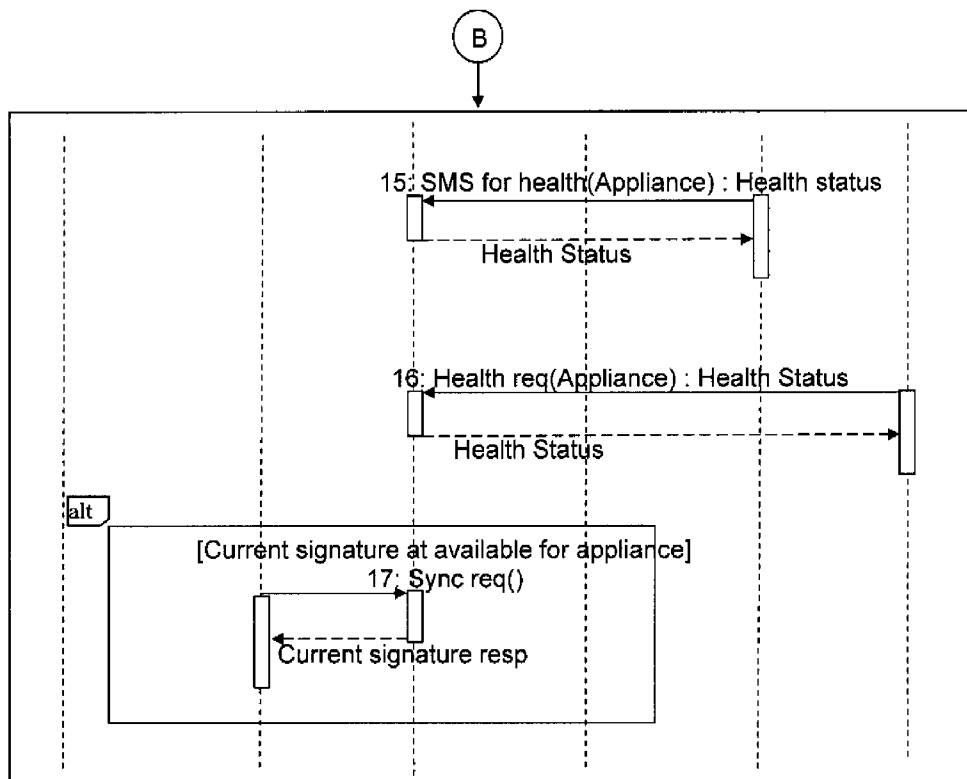 B
15: SMS for health(Appliance) : Health status
Health Status
16: Health req(Appliance) : Health Status
Health Status
alt
[Current signature at available for appliance]
17: Sync req()
Current signature resp